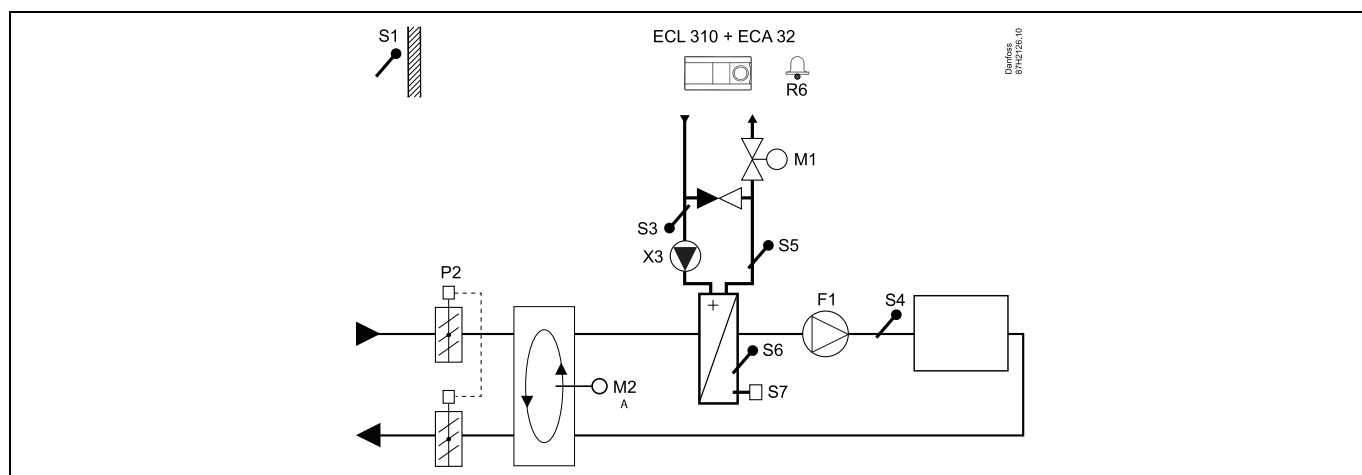 S1
ECL 310 + ECA 32
R6
Danfoss
87H2126.10
M1
S3
X3
S5
P2
F1
S4
+
S6
M2
A
S7